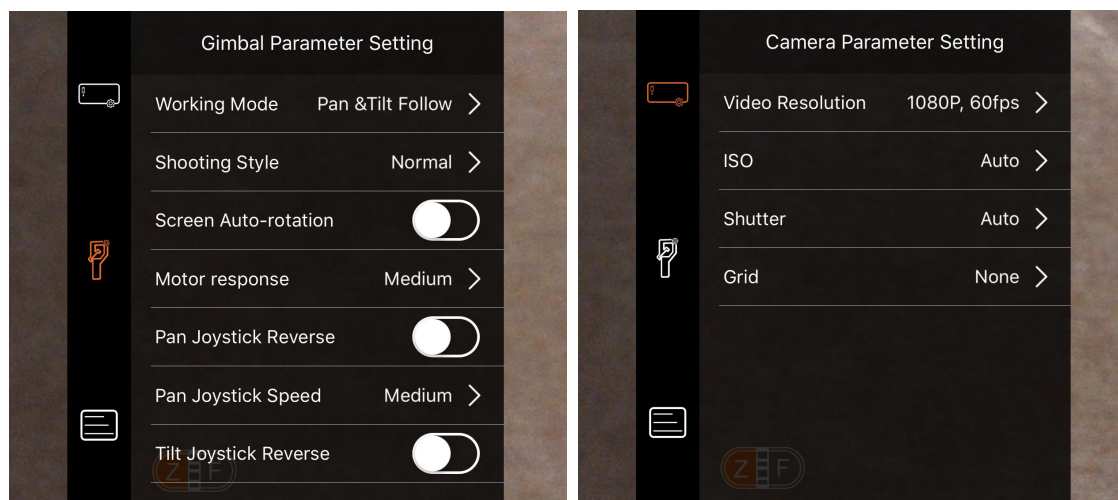 Gimbal Parameter Setting
Working Mode Pan &Tilt Follow
Shooting Style Normal
Screen Auto-rotation
Motor response Medium
Pan Joystick Reverse
Pan Joystick Speed Medium
Tilt Joystick Reverse
Z F
Camera Parameter Setting
Video Resolution 1080P, 60fps
ISO Auto
Shutter Auto
Grid None
Z F